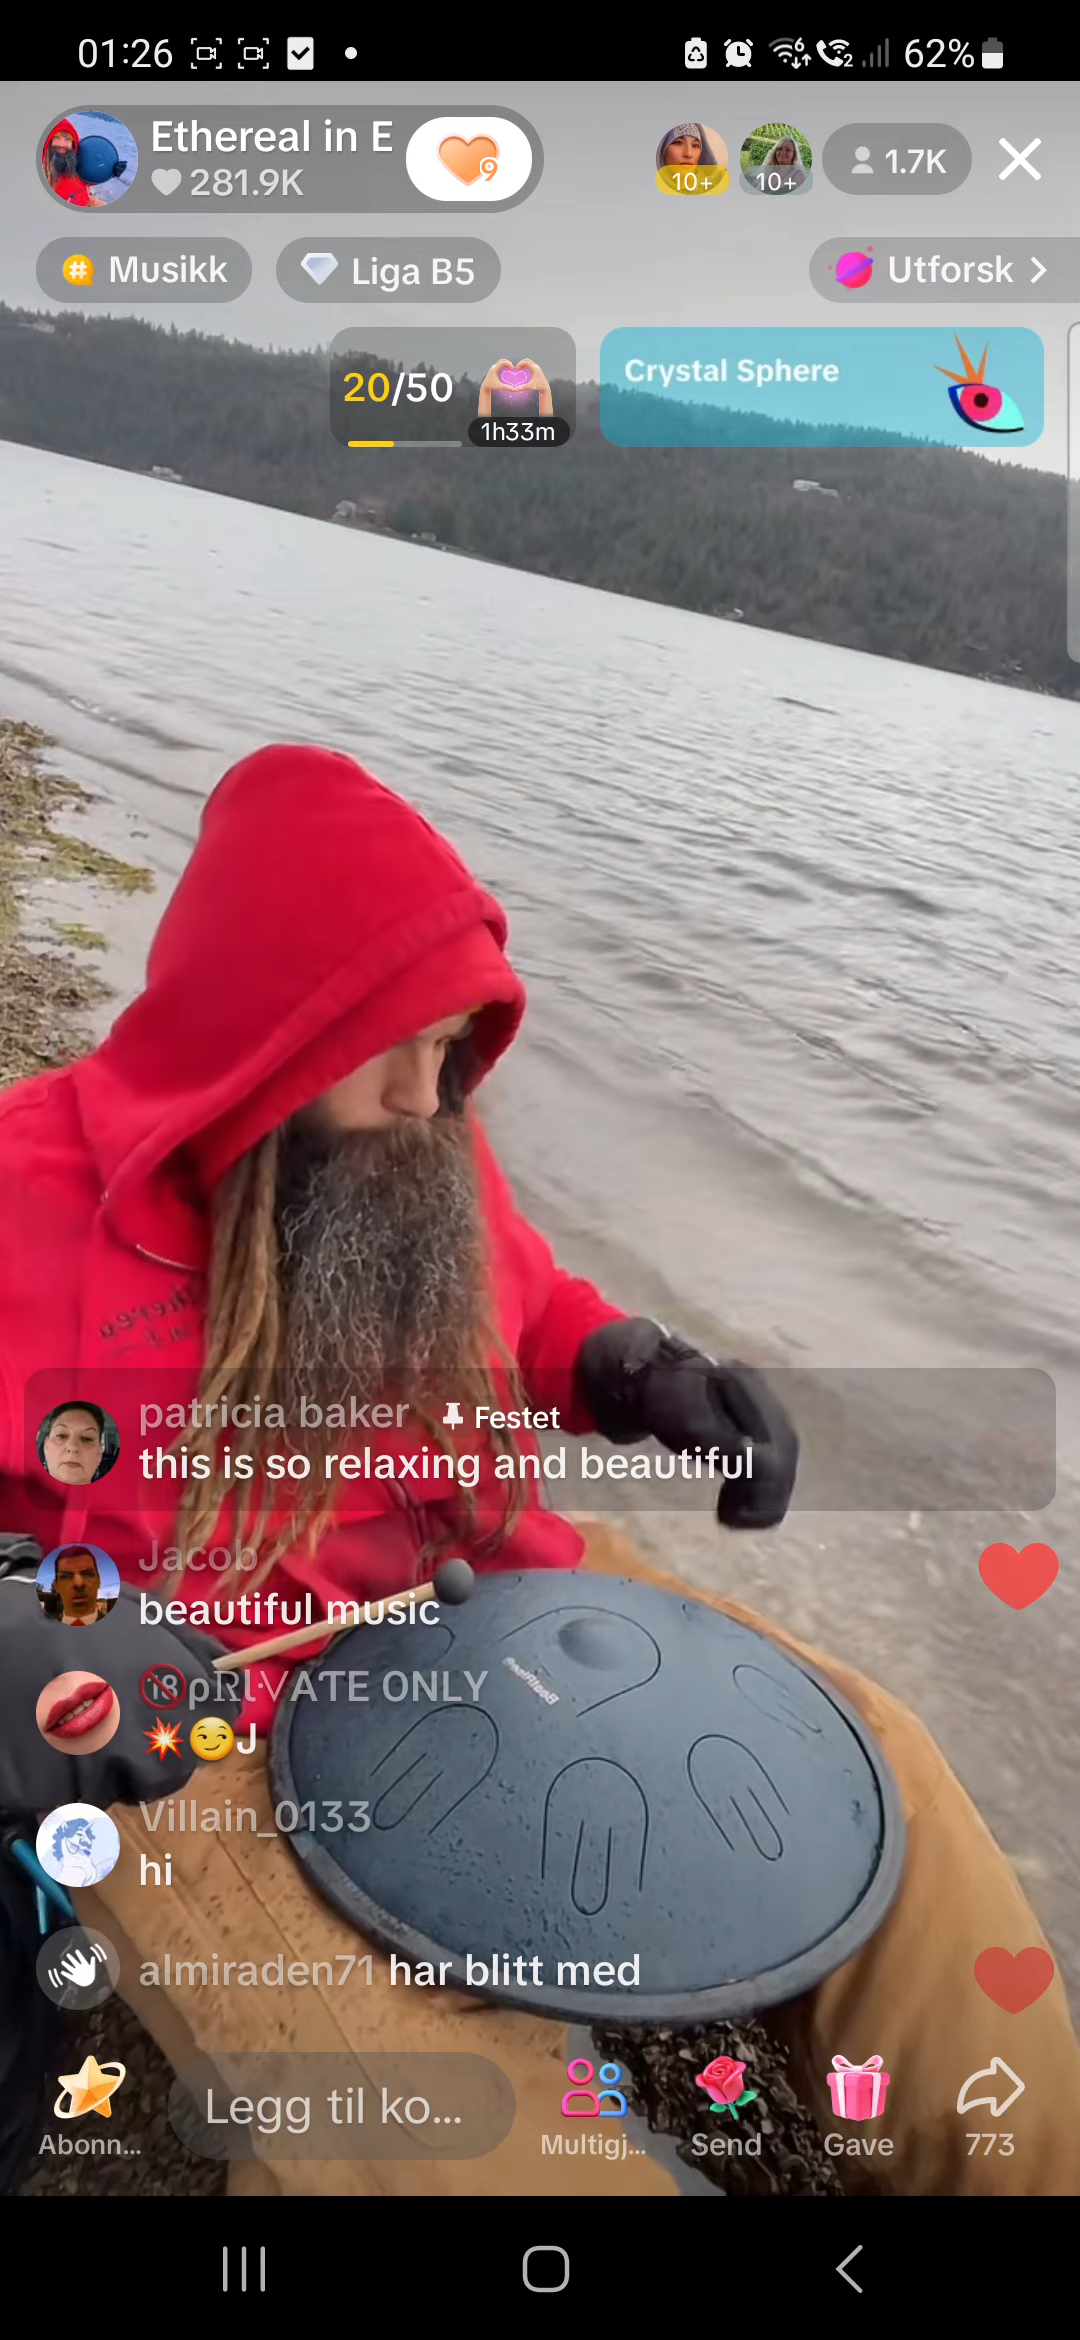 01:26
62%
Ethereal in E
281.9K
10+
10+
1.7K
Musikk
Liga B5
Utforsk
20/50
1h33m
Crystal Sphere
patricia baker Festet
this is so relaxing and beautiful
Jacob
beautiful music
🔞ρℝ𝕀·VATE ONLY
💥😏J
Villain_0133
hi
almiraden71 har blitt med
Abonn...
Legg til ko...
Multigj...
Send
Gave
773